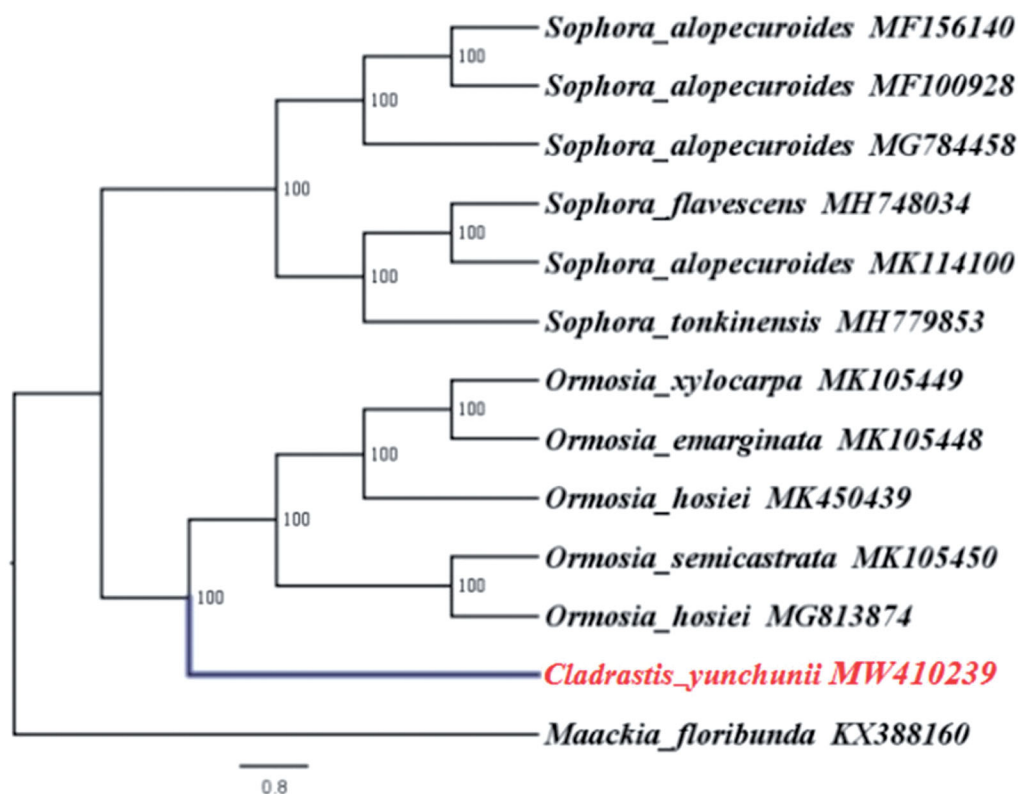 Sophora_alopecuroides MF156140
100
Sophora_alopecuroides MF100928
100
Sophora_alopecuroides MG784458
100
Sophora_flavescens MH748034
100
Sophora_alopecuroides MK114100
100
Sophora_tonkinensis MH779853
Ormosia_xylocarpa MK105449
100
Ormosia_emarginata MK105448
100
Ormosia_hosiei MK450439
100
Ormosia_semicastrata MK105450
100
Ormosia_hosiei MG813874
100
Cladrastis_yunchunii MW410239
Maackia_floribunda KX388160
0.8